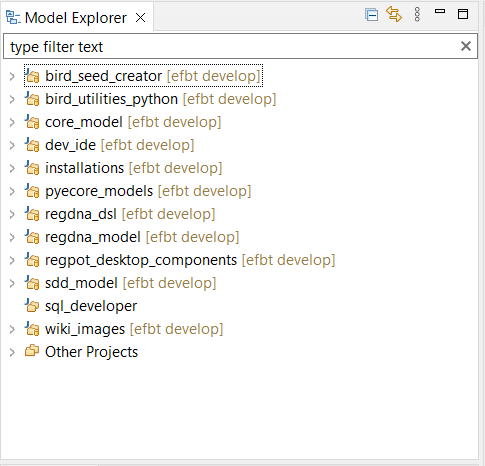 Model Explorer
type filter text
bird_seed_creator [efbt develop]
bird_utilities_python [efbt develop]
core_model [efbt develop]
dev_ide [efbt develop]
installations [efbt develop]
pyecore_models [efbt develop]
regdna_dsl [efbt develop]
regdna_model [efbt develop]
regpot_desktop_components [efbt develop]
sdd_model [efbt develop]
sql_developer
wiki_images [efbt develop]
Other Projects